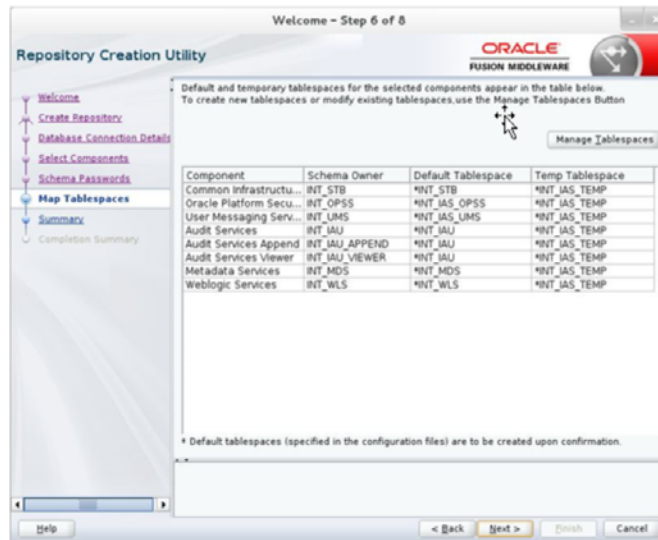 Welcome - Step 6 of 8
Repository Creation Utility
ORACLE
FUSION MIDDLEWARE
Welcome
Create Repository
Database Connection Details
Select Components
Schema Passwords
Map Tablespaces
Summary
Completion Summary
Default and temporary tablespaces for the selected components appear in the table below.
To create new tablespaces or modify existing tablespaces,use the Manage Tablespaces Button
Manage Tablespaces
Component Schema Owner Default Tablespace Temp Tablespace
Common Infrastructu... INT_STB *INT_STB *INT_IAS_TEMP
Oracle Platform Secu... INT_OPSS *INT_IAS_OPSS *INT_IAS_TEMP
User Messaging Serv... INT_UMS *INT_IAS_UMS *INT_IAS_TEMP
Audit Services INT_IAU *INT_IAU *INT_IAS_TEMP
Audit Services Append INT_IAU_APPEND *INT_IAU *INT_IAS_TEMP
Audit Services Viewer INT_IAU_VIEWER *INT_IAU *INT_IAS_TEMP
Metadata Services INT_MDS *INT_MDS *INT_IAS_TEMP
Weblogic Services INT_WLS *INT_WLS *INT_IAS_TEMP
* Default tablespaces (specified in the configuration files) are to be created upon confirmation.
Help
< Back
Next >
Finish
Cancel